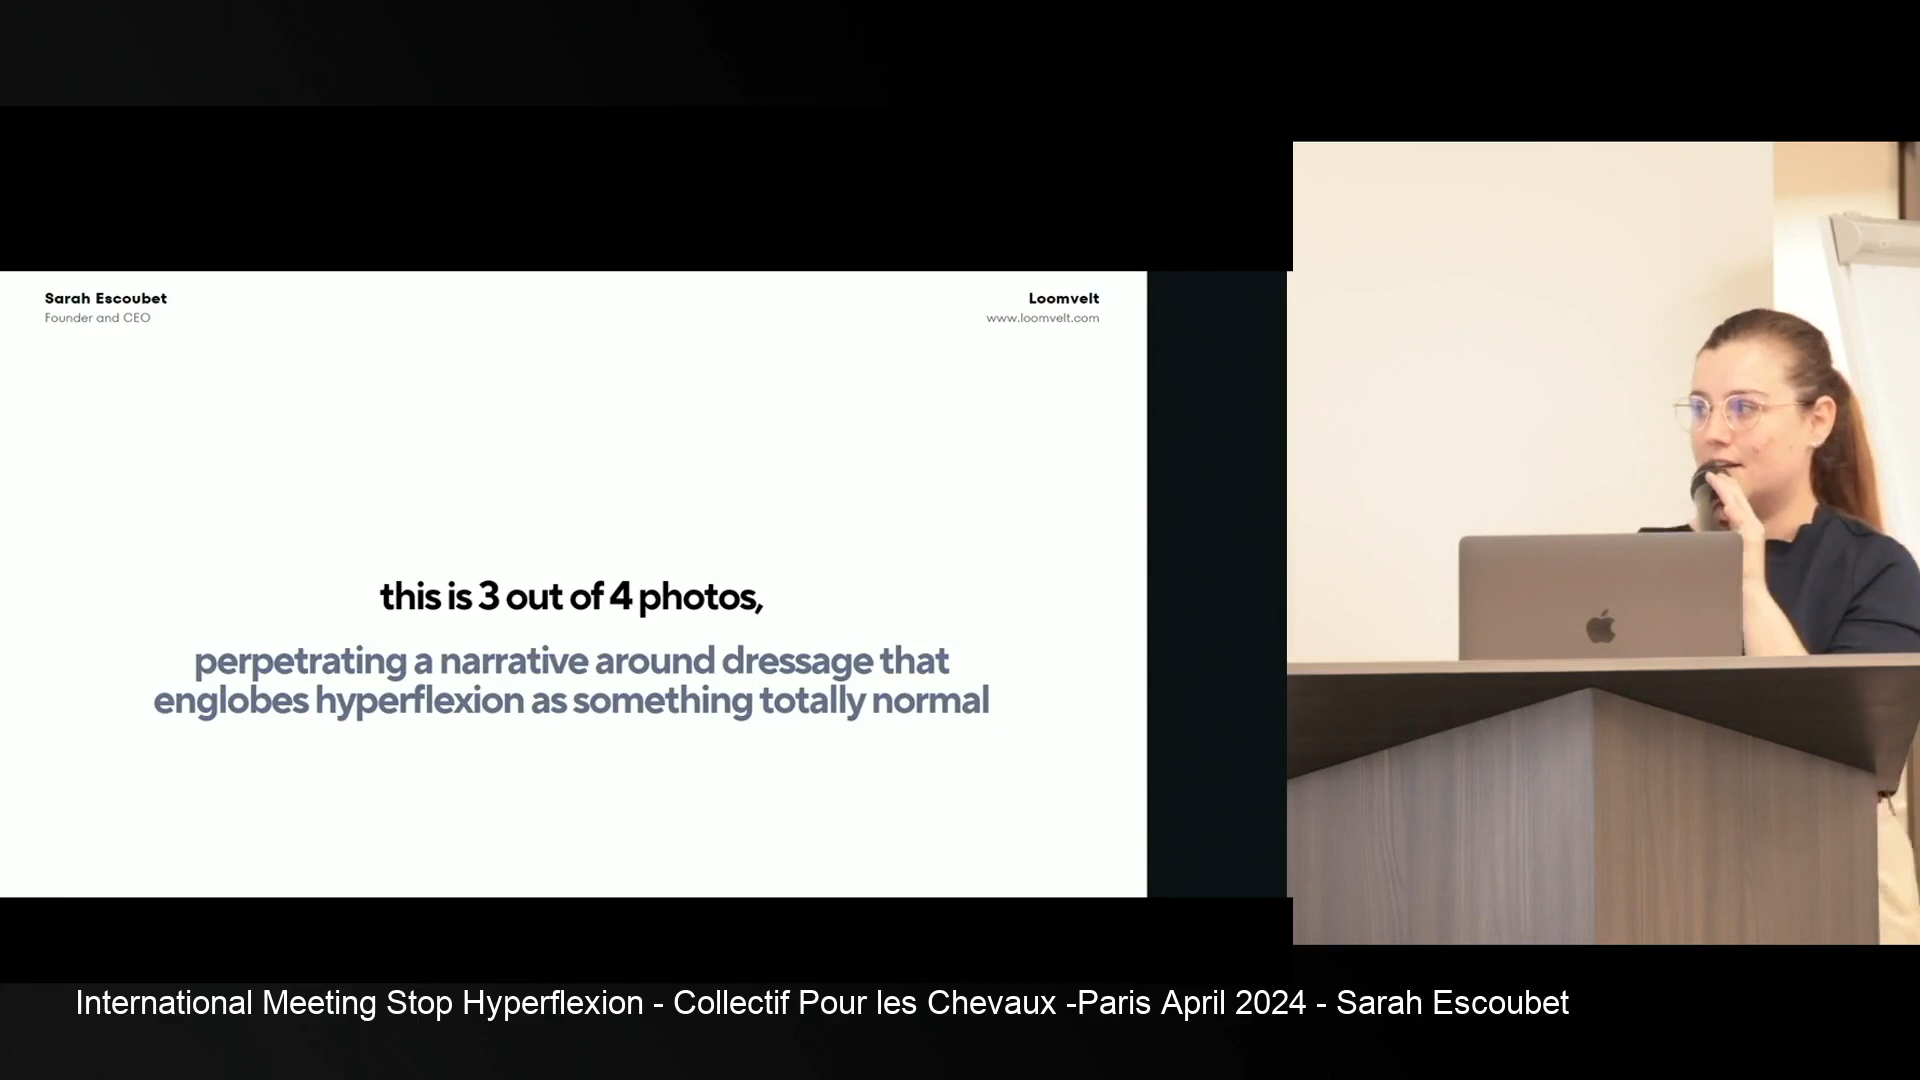 Sarah Escoubet
Founder and CEO
Loomvelt
www.loomvelt.com
this is 3 out of 4 photos,
perpetrating a narrative around dressage that
englobes hyperflexion as something totally normal
International Meeting Stop Hyperflexion - Collectif Pour les Chevaux -Paris April 2024 - Sarah Escoubet